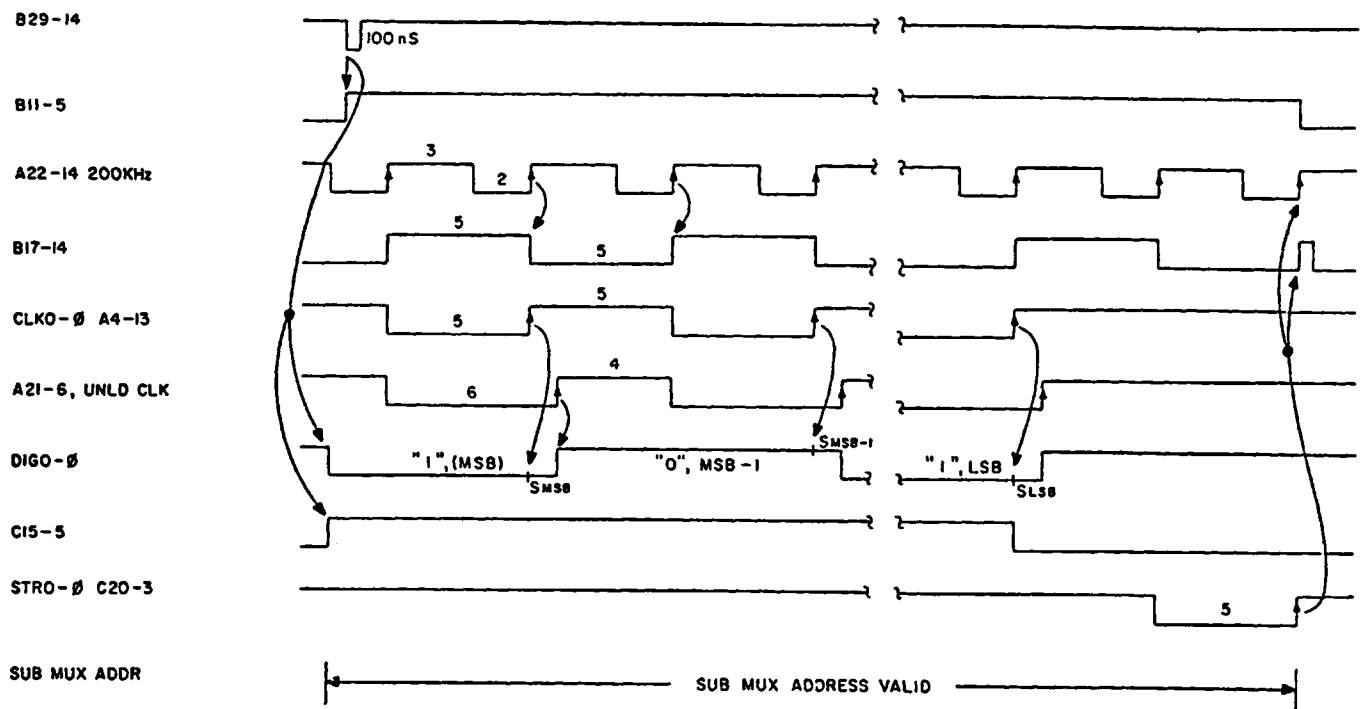 B29-14
100 nS
B11-5
A22-14 200KHz
3
2
B17-14
5
5
CLKO-Ø A4-13
5
5
A21-6, UNLD CLK
6
4
DIGO-Ø
"1", (MSB)
SMSB
"0", MSB-1
SMSB-1
"1", LSB
SLSB
C15-5
STRO-Ø C20-3
5
SUB MUX ADDR
SUB MUX ADDRESS VALID